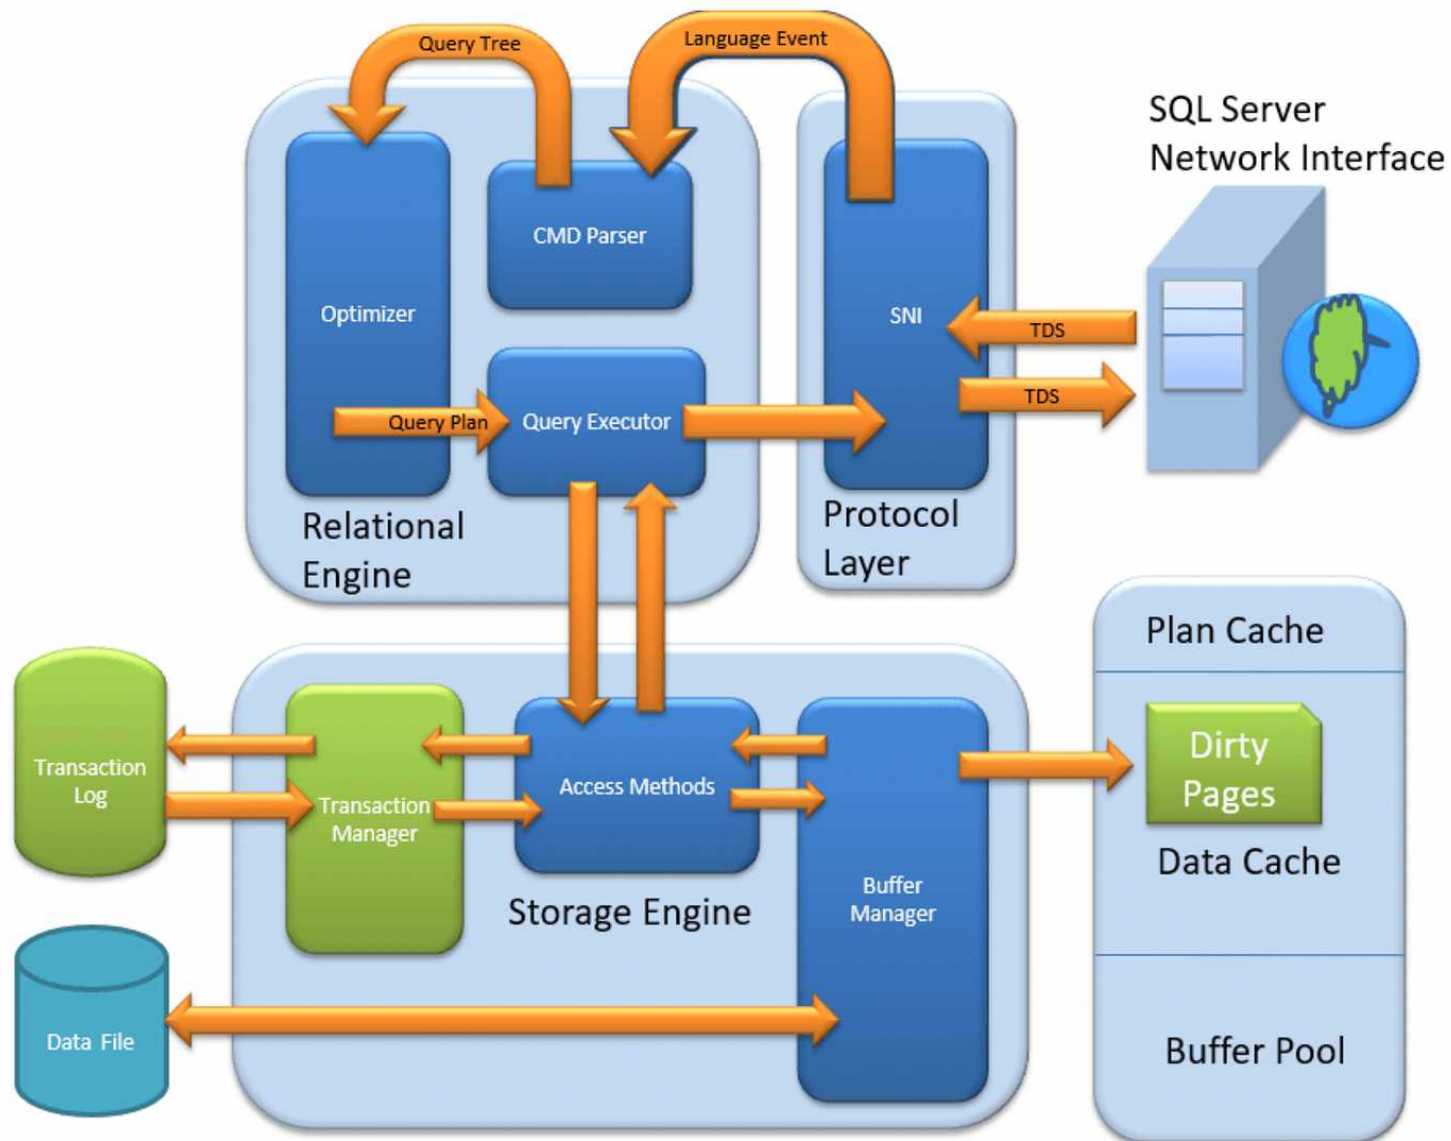 Query Tree
Language Event
SQL Server
Network Interface
CMD Parser
Optimizer
SNI
TDS
TDS
Query Plan
Query Executor
Relational
Engine
Protocol
Layer
Plan Cache
Transaction
Log
Transaction
Manager
Access Methods
Dirty
Pages
Data Cache
Buffer
Manager
Storage Engine
Data File
Buffer Pool